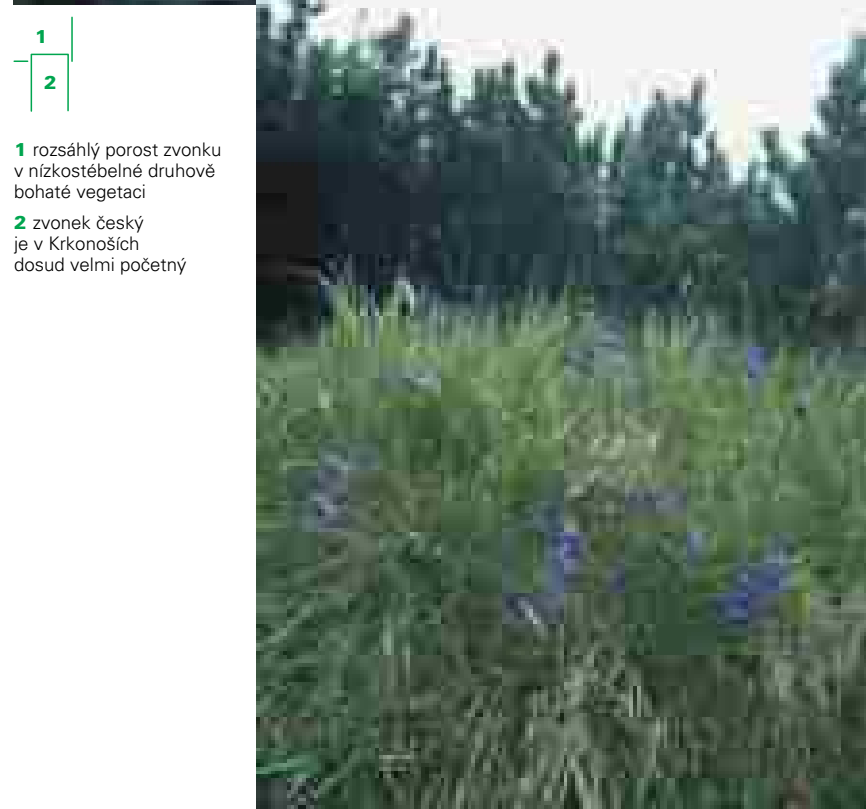 1
2
1 rozsáhlý porost zvonku
v nízkostébelné druhově
bohaté vegetaci
2 zvonek český
je v Krkonoších
dosud velmi početný